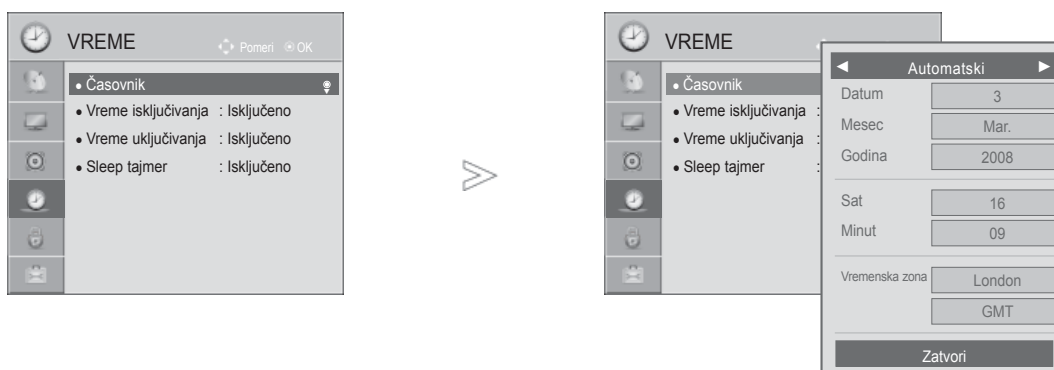 VREME
Pomeri OK
• Časovnik
• Vreme isključivanja : Isključeno
• Vreme uključivanja : Isključeno
• Sleep tajmer : Isključeno
VREME
• Časovnik
• Vreme isključivanja :
• Vreme uključivanja :
• Sleep tajmer :
◄ Automatski ►
Datum 3
Mesec Mar.
Godina 2008
Sat 16
Minut 09
Vremenska zona London
GMT
Zatvori